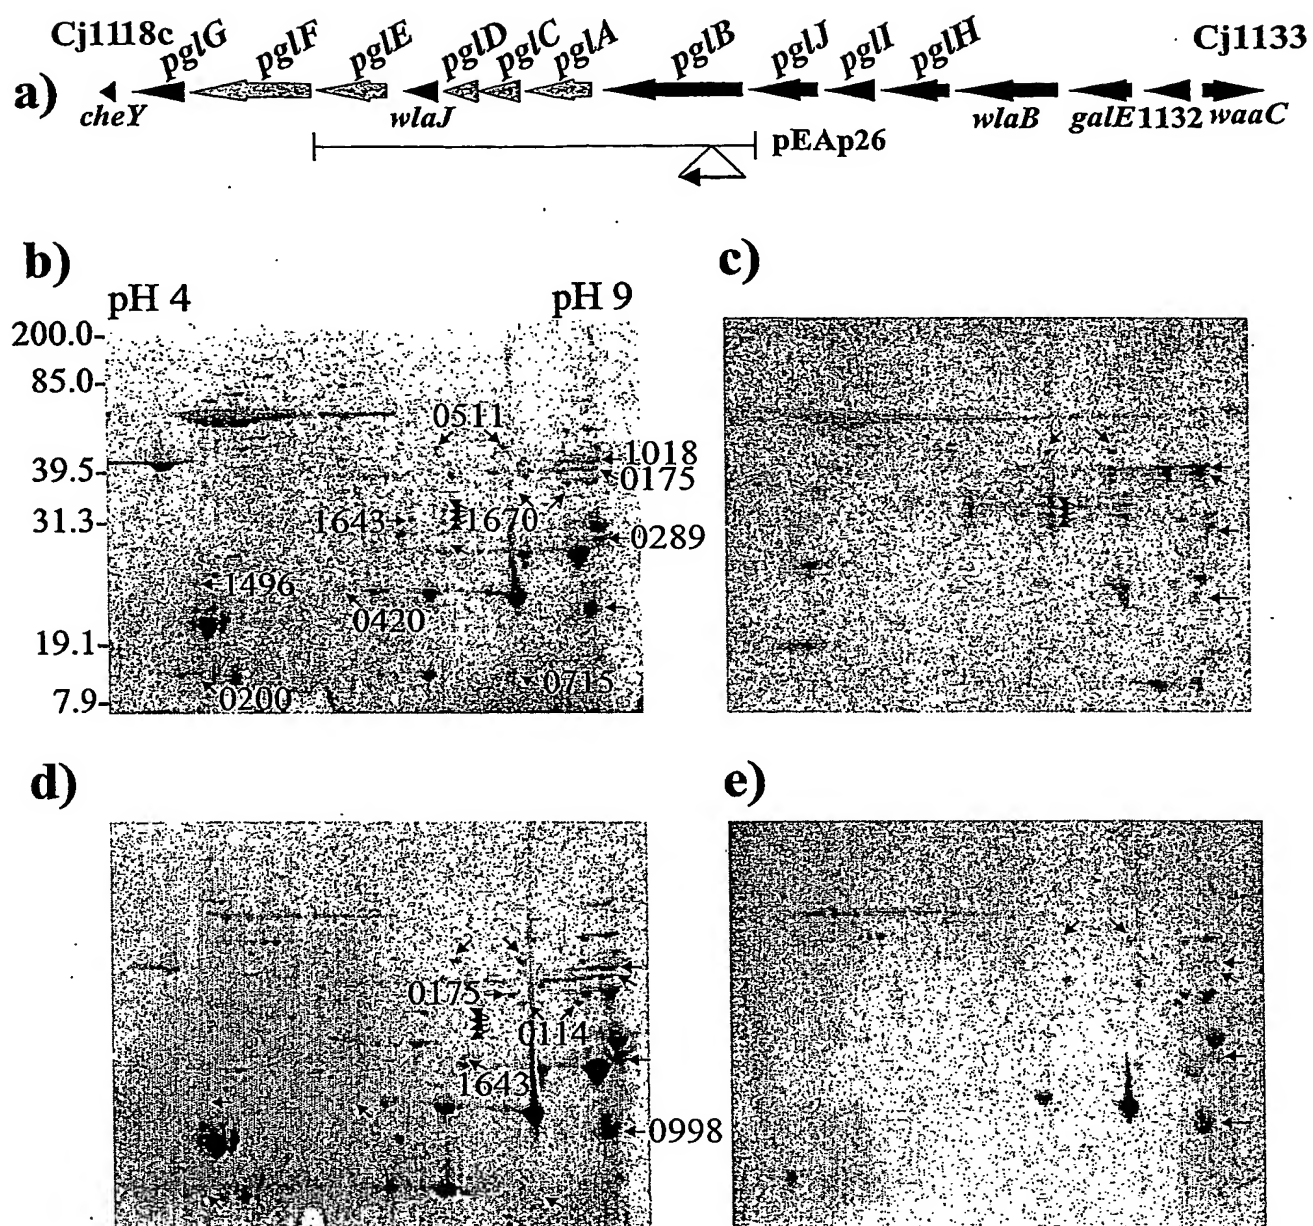 Cj1118c pglG pglF pglE pglD pglC pglA pglB pglJ pglI pglH Cj1133
a)
cheY wlaJ wlaB galE 1132 waaC
pEAp26
b) c)
pH 4 pH 9
200.0-
85.0-
0511
1018
39.5-
0175
1643 1670
31.3-
0289
1496
0420
19.1-
0715
0200
7.9-
d) e)
0175
0114
1643
0998